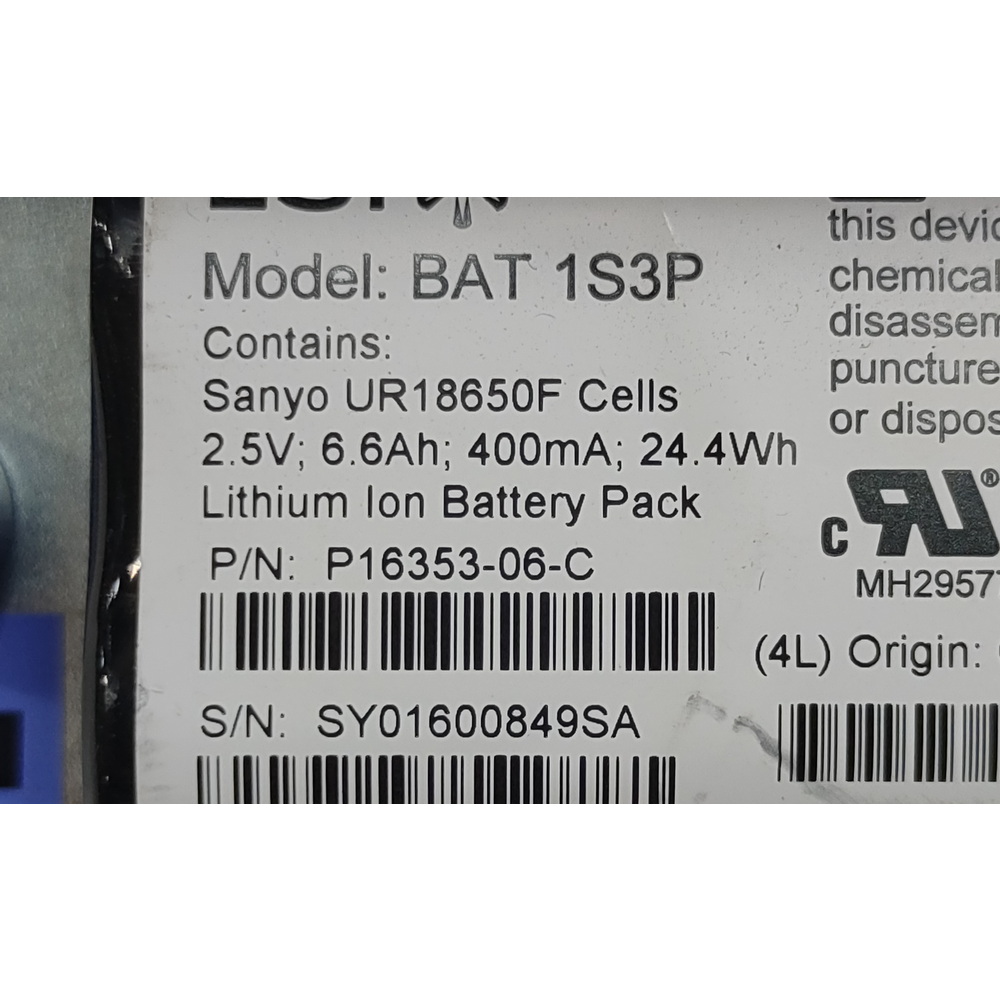 Model: BAT 1S3P
Contains:
Sanyo UR18650F Cells
2.5V; 6.6Ah; 400mA; 24.4Wh
Lithium Ion Battery Pack
P/N: P16353-06-C
S/N: SY01600849SA
this devic
chemical
disassem
puncture
or dispos
c RU ®
MH2957
(4L) Origin: